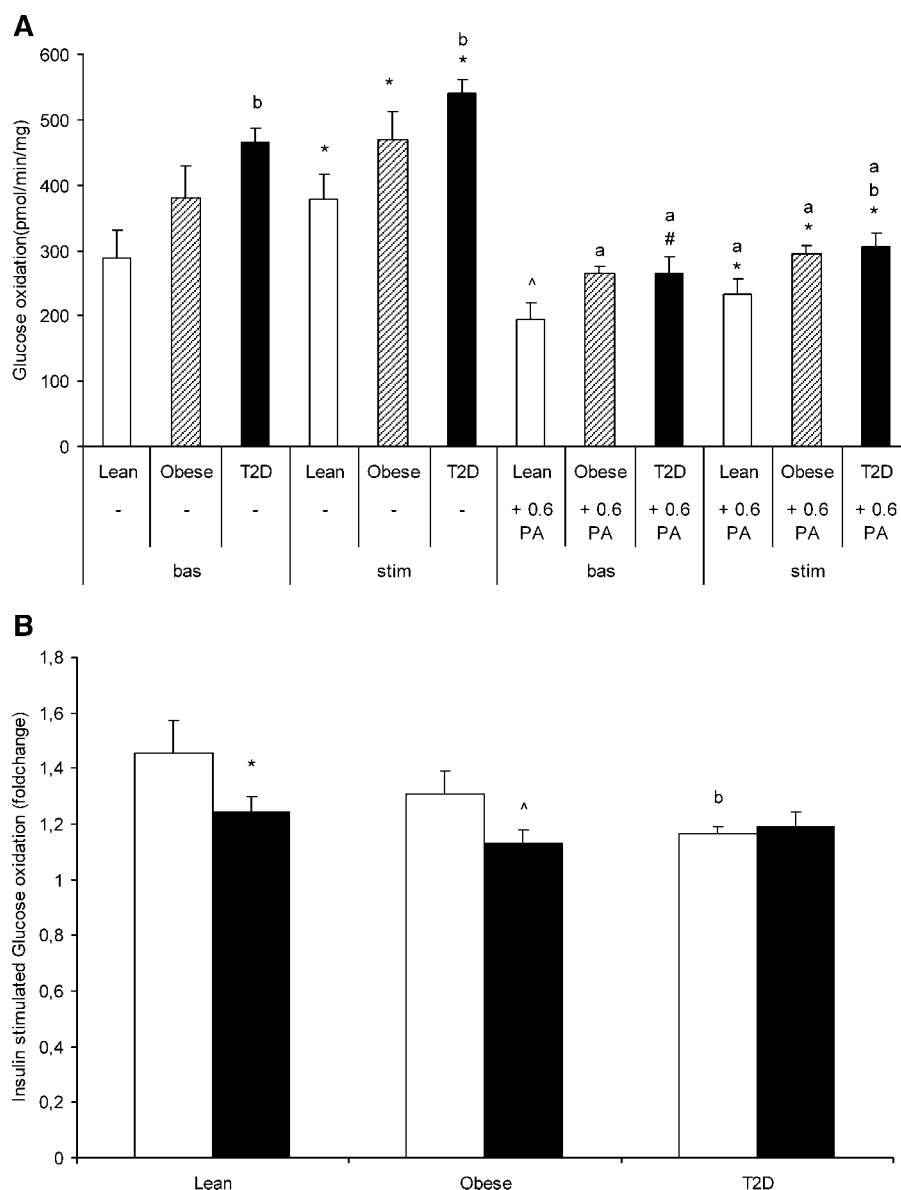 A
Glucose oxidation(pmol/min/mg)
600
500
400
300
200
100
0
b
*
*
b
*
^
a
a
#
a
*
a
*
a
b
*
Lean Obese T2D Lean Obese T2D Lean Obese T2D Lean Obese T2D
- - - - - - + 0.6 + 0.6 + 0.6 + 0.6 + 0.6 + 0.6
PA PA PA PA PA PA
bas stim bas stim
B
Insulin stimulated Glucose oxidation (foldchange)
1,8
1,6
1,4
1,2
1
0,8
0,6
0,4
0,2
0
*
^
b
Lean Obese T2D